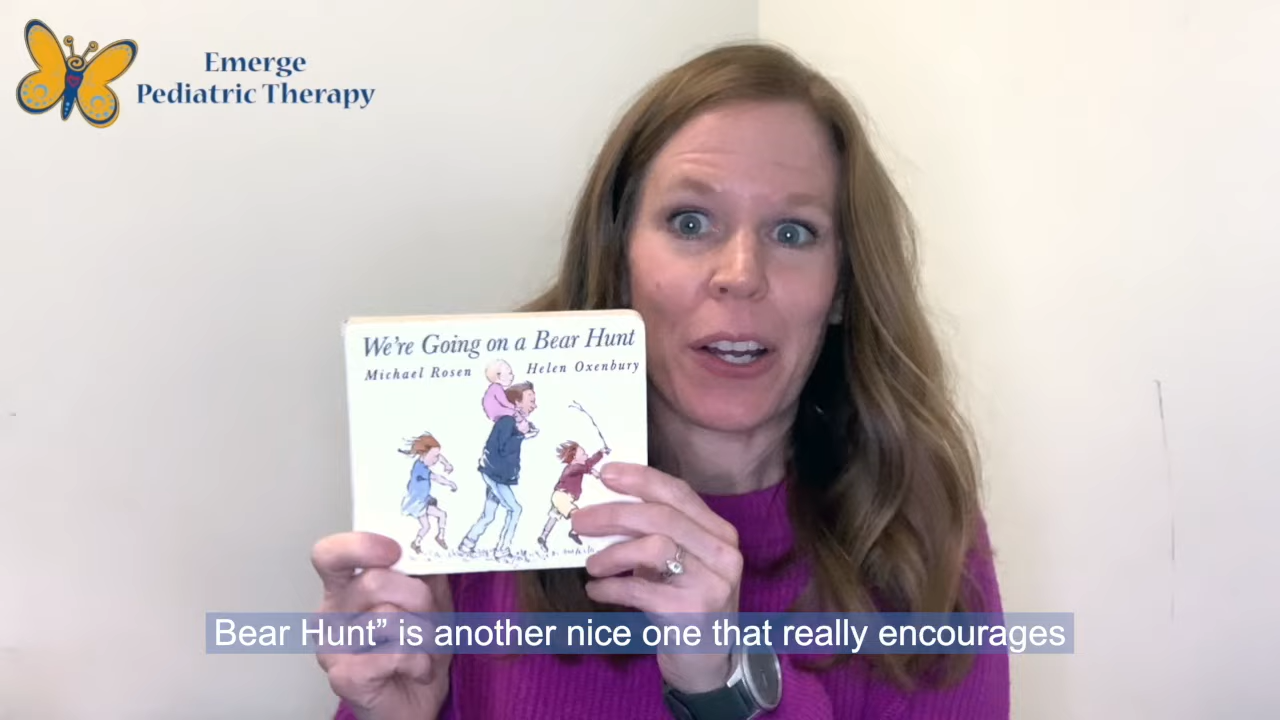 Emerge
Pediatric Therapy
We're Going on a Bear Hunt
Michael Rosen Helen Oxenbury
Bear Hunt” is another nice one that really encourages